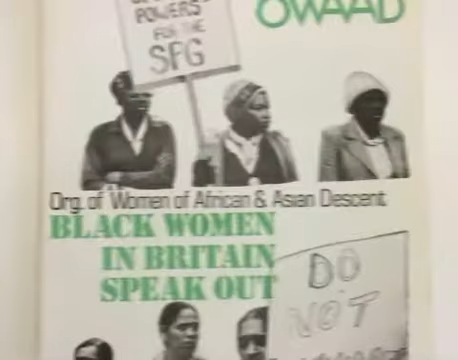 OWAAD
POWERS
FOR THE
SPG
Org. of Women of African & Asian Descent
BLACK WOMEN
IN BRITAIN
SPEAK OUT
DO
NOT